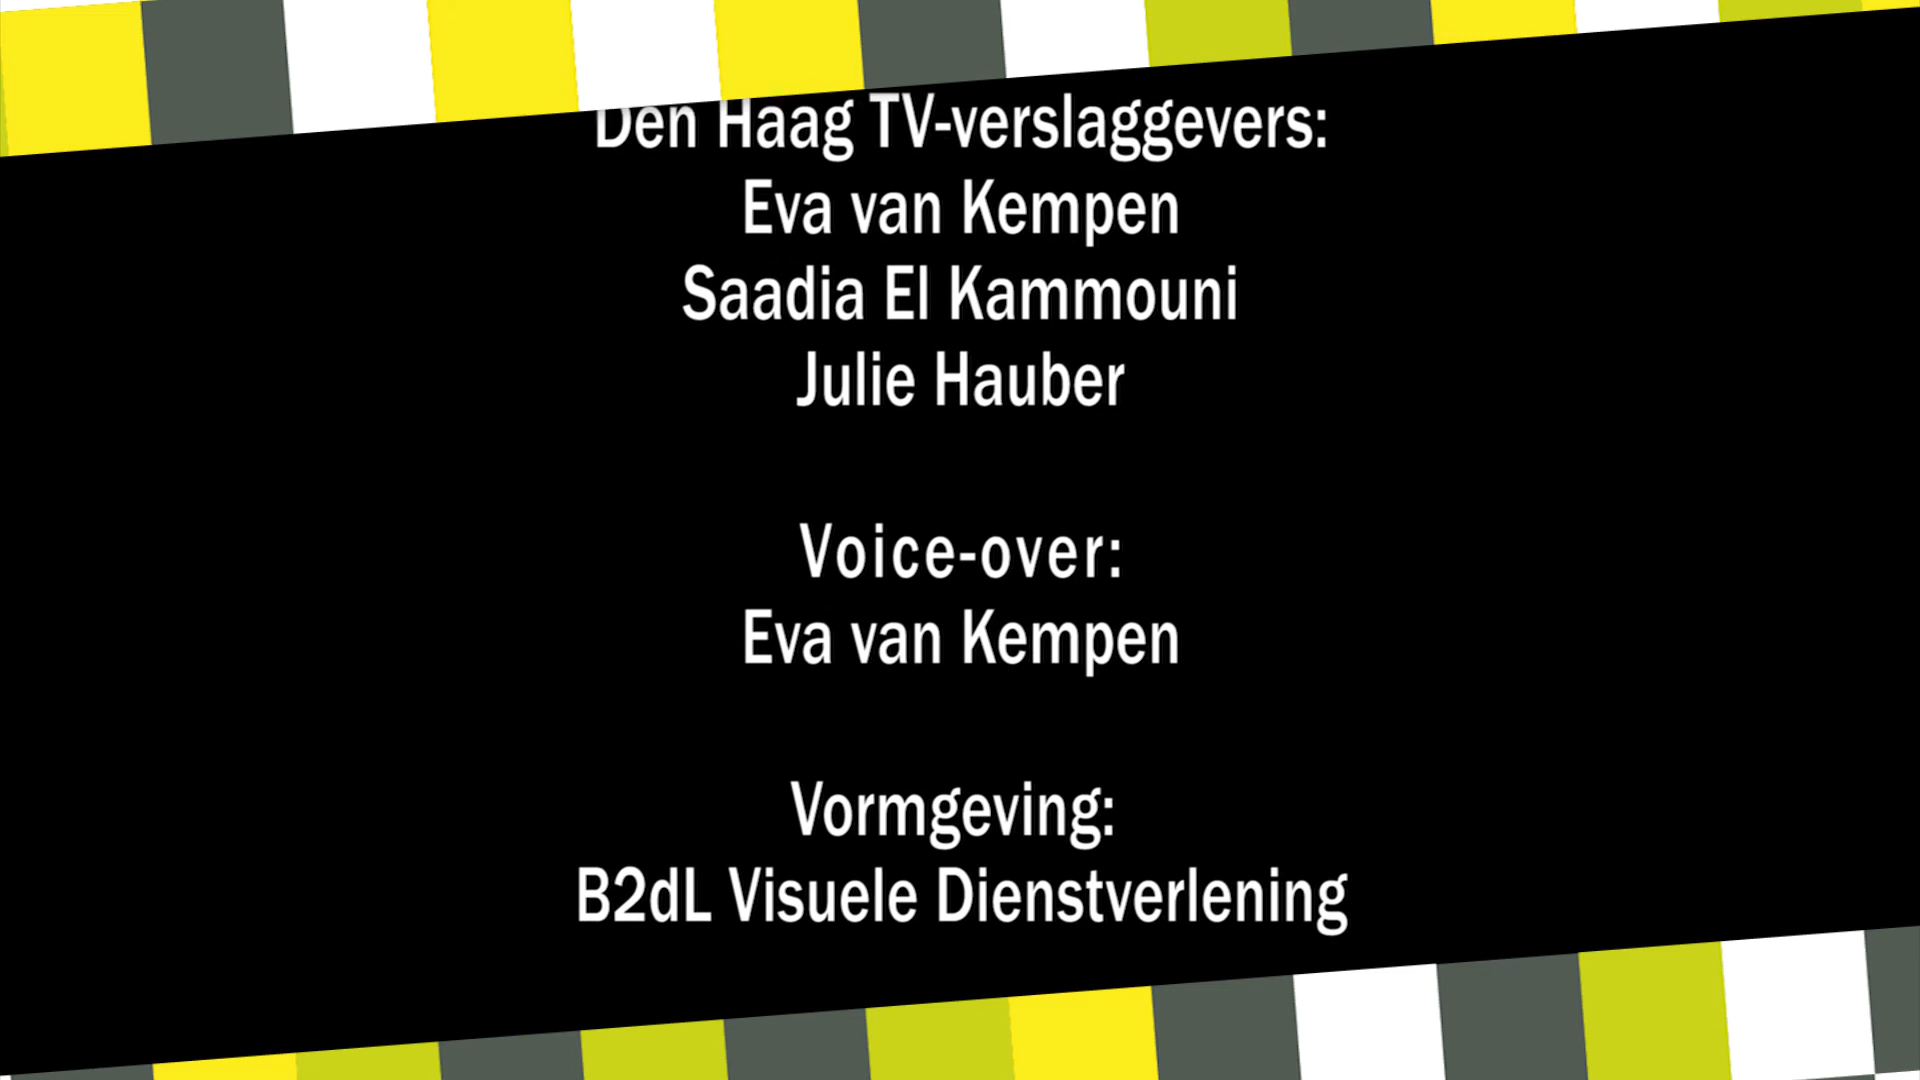 Den Haag TV-verslaggevers:
Eva van Kempen
Saadia El Kammouni
Julie Hauber
Voice-over:
Eva van Kempen
Vormgeving:
B2dL Visuele Dienstverlening